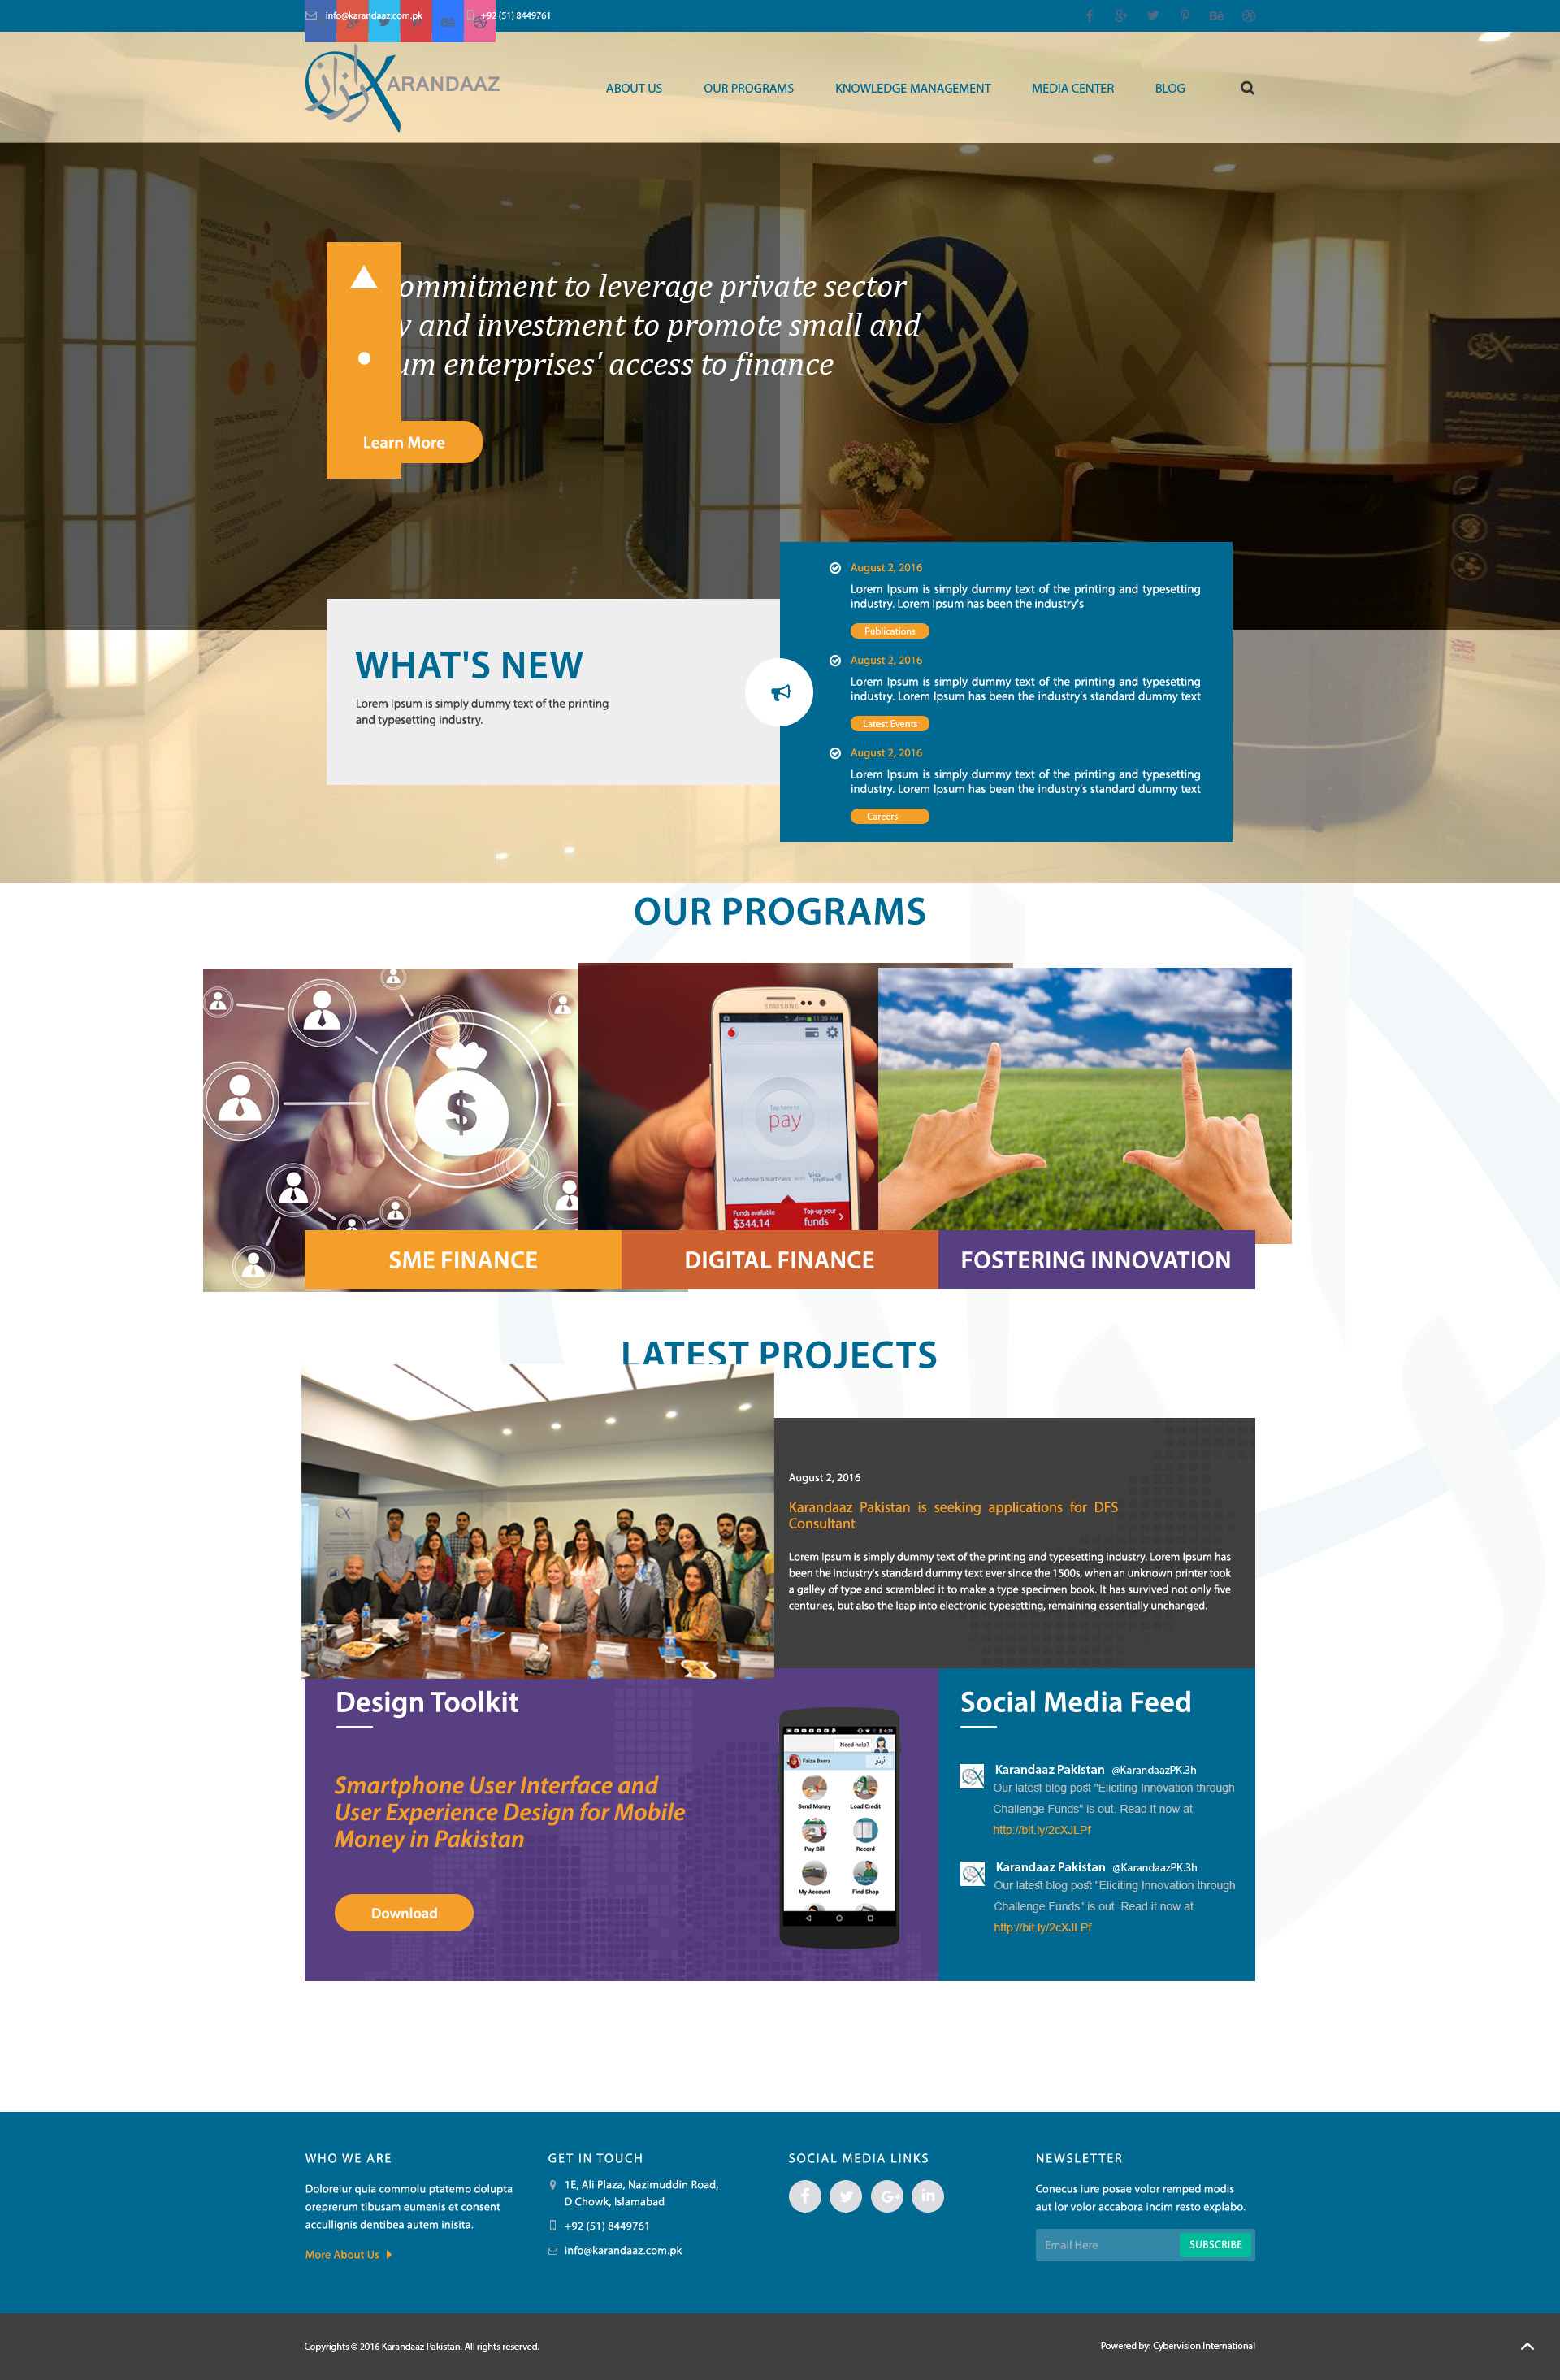 info@karandaaz.com.pk
+92 (51) 8449761
ARANDAAZ
ABOUT US
OUR PROGRAMS
KNOWLEDGE MANAGEMENT
MEDIA CENTER
BLOG
ommitment to leverage private sector
y and investment to promote small and
um enterprises' access to finance
Learn More
WHAT'S NEW
Lorem Ipsum is simply dummy text of the printing
and typesetting industry.
August 2, 2016
Lorem Ipsum is simply dummy text of the printing and typesetting
industry. Lorem Ipsum has been the industry's
Publications
August 2, 2016
Lorem Ipsum is simply dummy text of the printing and typesetting
industry. Lorem Ipsum has been the industry's standard dummy text
Latest Events
August 2, 2016
Lorem Ipsum is simply dummy text of the printing and typesetting
industry. Lorem Ipsum has been the industry's standard dummy text
Careers
OUR PROGRAMS
SAMSUNG
11:39 AM
Tap here to
pay
Vodafone SmartPass with Visa payWave
Funds available
$344.14
Top-up your
funds
SME FINANCE
DIGITAL FINANCE
FOSTERING INNOVATION
LATEST PROJECTS
August 2, 2016
Karandaaz Pakistan is seeking applications for DFS
Consultant
Lorem Ipsum is simply dummy text of the printing and typesetting industry. Lorem Ipsum has
been the industry's standard dummy text ever since the 1500s, when an unknown printer took
a galley of type and scrambled it to make a type specimen book. It has survived not only five
centuries, but also the leap into electronic typesetting, remaining essentially unchanged.
Design Toolkit
Smartphone User Interface and
User Experience Design for Mobile
Money in Pakistan
Download
Need help?
Faiza Basra
اُردُو
Send Money
Load Credit
Pay Bill
Record
My Account
Find Shop
Social Media Feed
Karandaaz Pakistan @KarandaazPK.3h
Our latest blog post "Eliciting Innovation through
Challenge Funds" is out. Read it now at
http://bit.ly/2cXJLPf
Karandaaz Pakistan @KarandaazPK.3h
Our latest blog post "Eliciting Innovation through
Challenge Funds" is out. Read it now at
http://bit.ly/2cXJLPf
WHO WE ARE
Doloreiur quia commolu ptatemp dolupta
oreprerum tibusam eumenis et consent
accullignis dentibea autem inisita.
More About Us
GET IN TOUCH
1E, Ali Plaza, Nazimuddin Road,
D Chowk, Islamabad
+92 (51) 8449761
info@karandaaz.com.pk
SOCIAL MEDIA LINKS
NEWSLETTER
Conecus iure posae volor remped modis
aut lor volor accabora incim resto explabo.
Email Here
SUBSCRIBE
Copyrights © 2016 Karandaaz Pakistan. All rights reserved.
Powered by: Cybervision International